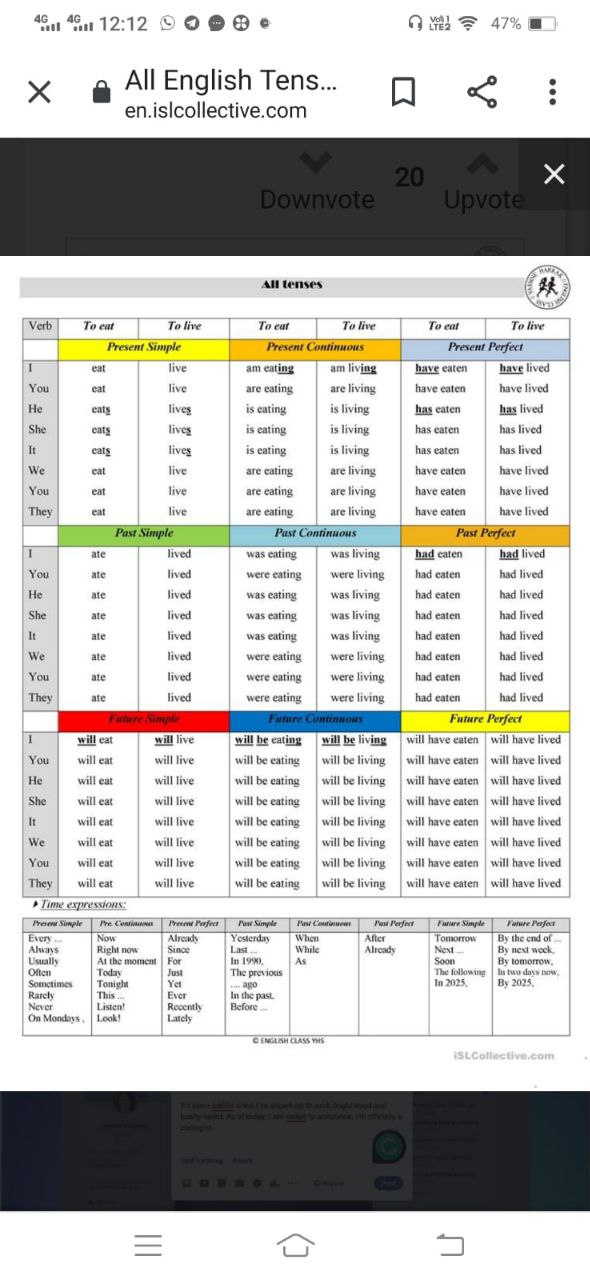 4G 4G 12:12 Vo)) 1 LTE2 47%
All English Tens...
en.islcollective.com
Downvote 20 Upvote
All tenses
Verb To eat To live To eat To live To eat To live
Present Simple Present Continuous Present Perfect
I eat live am eating am living have eaten have lived
You eat live are eating are living have eaten have lived
He eats lives is eating is living has eaten has lived
She eats lives is eating is living has eaten has lived
It eats lives is eating is living has eaten has lived
We eat live are eating are living have eaten have lived
You eat live are eating are living have eaten have lived
They eat live are eating are living have eaten have lived
Past Simple Past Continuous Past Perfect
I ate lived was eating was living had eaten had lived
You ate lived were eating were living had eaten had lived
He ate lived was eating was living had eaten had lived
She ate lived was eating was living had eaten had lived
It ate lived was eating was living had eaten had lived
We ate lived were eating were living had eaten had lived
You ate lived were eating were living had eaten had lived
They ate lived were eating were living had eaten had lived
Future Simple Future Continuous Future Perfect
I will eat will live will be eating will be living will have eaten will have lived
You will eat will live will be eating will be living will have eaten will have lived
He will eat will live will be eating will be living will have eaten will have lived
She will eat will live will be eating will be living will have eaten will have lived
It will eat will live will be eating will be living will have eaten will have lived
We will eat will live will be eating will be living will have eaten will have lived
You will eat will live will be eating will be living will have eaten will have lived
They will eat will live will be eating will be living will have eaten will have lived
Time expressions:
Present Simple Pre. Continuous Present Perfect Past Simple Past Continuous Past Perfect Future Simple Future Perfect
Every ... Now Already Yesterday When After Tomorrow By the end of ...
Always Right now Since Last ... While Already Next ... By next week,
Usually At the moment For In 1990, As Soon By tomorrow,
Often Today Just The previous The following In two days now,
Sometimes Tonight Yet .... ago In 2025, By 2025,
Rarely This ... Ever In the past,
Never Listen! Recently Before ...
On Mondays, Look! Lately
© ENGLISH CLASS YHS
iSLCollective.com